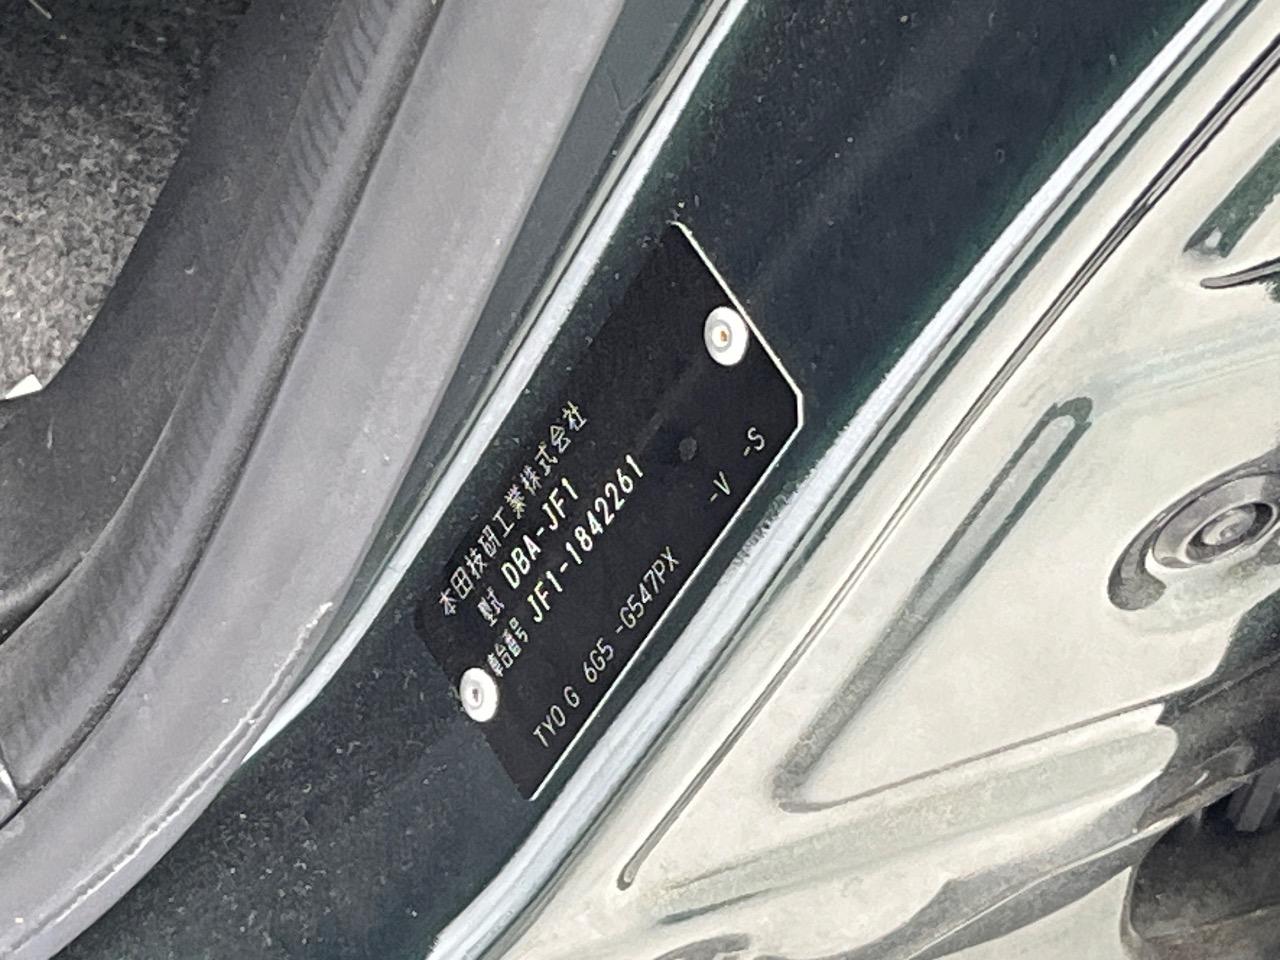 本田技研工業株式会社
型式 DBA-JF1
車台番号 JF1-1842261
-V -S
TYO G 6G5 -G547PX